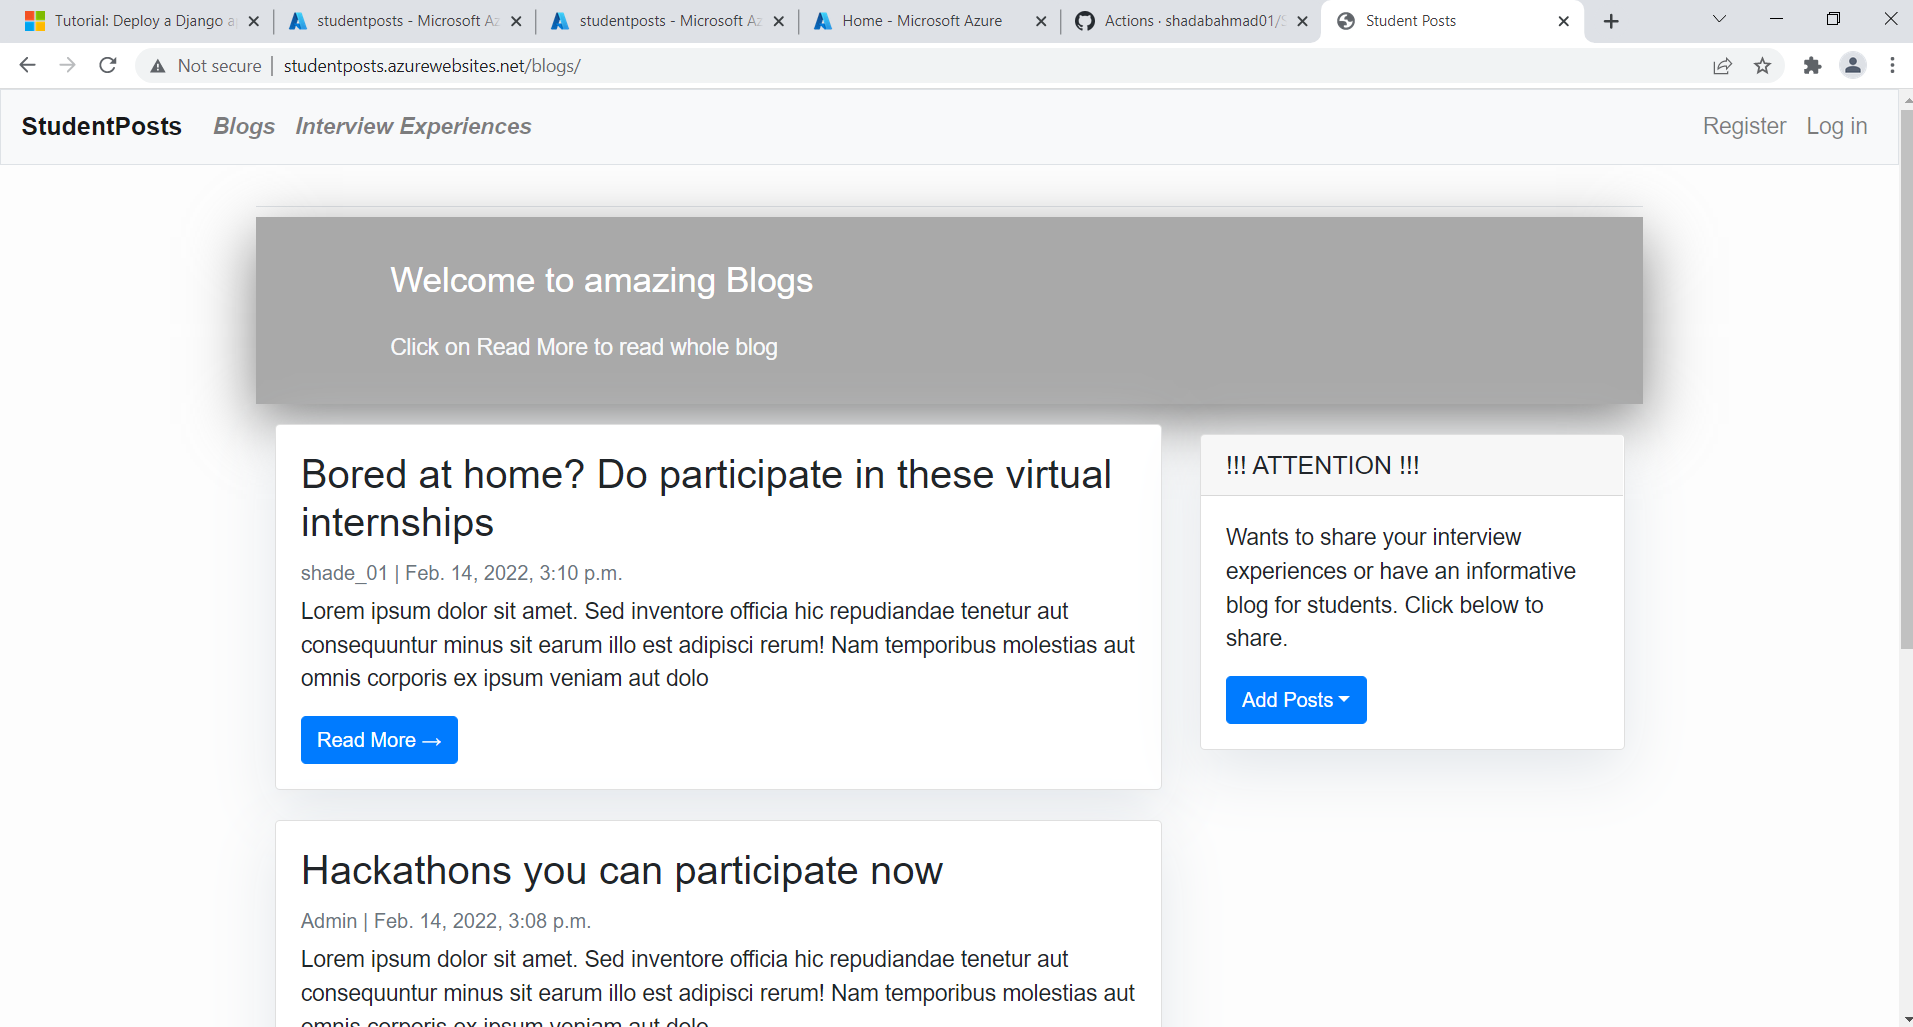 Tutorial: Deploy a Django a
studentposts - Microsoft Az
studentposts - Microsoft Az
Home - Microsoft Azure
Actions · shadabahmad01/S
Student Posts
Not secure | studentposts.azurewebsites.net/blogs/
StudentPosts Blogs Interview Experiences Register Log in
Welcome to amazing Blogs
Click on Read More to read whole blog
Bored at home? Do participate in these virtual
internships
shade_01 | Feb. 14, 2022, 3:10 p.m.
Lorem ipsum dolor sit amet. Sed inventore officia hic repudiandae tenetur aut
consequuntur minus sit earum illo est adipisci rerum! Nam temporibus molestias aut
omnis corporis ex ipsum veniam aut dolo
Read More →
!!! ATTENTION !!!
Wants to share your interview
experiences or have an informative
blog for students. Click below to
share.
Add Posts
Hackathons you can participate now
Admin | Feb. 14, 2022, 3:08 p.m.
Lorem ipsum dolor sit amet. Sed inventore officia hic repudiandae tenetur aut
consequuntur minus sit earum illo est adipisci rerum! Nam temporibus molestias aut
omnis corporis ex ipsum veniam aut dolo